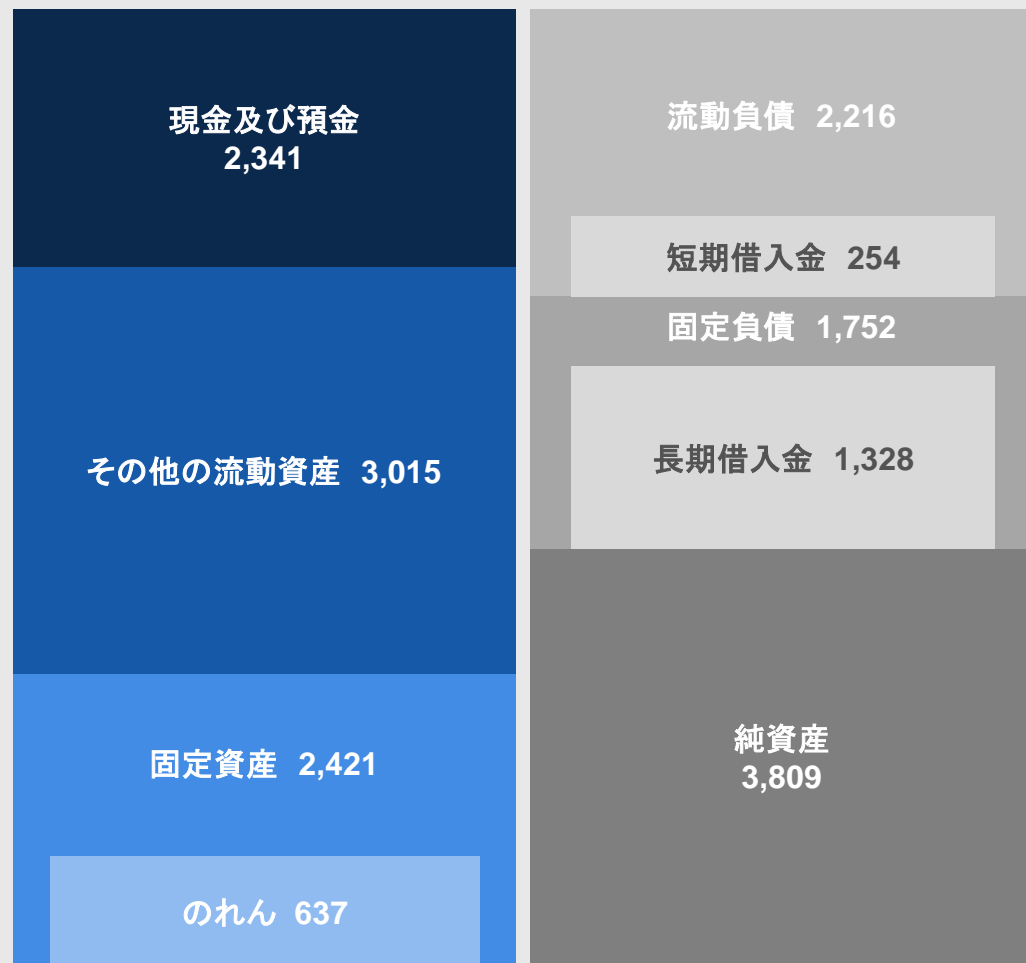 現金及び預金
2,341
その他の流動資産 3,015
固定資産 2,421
のれん 637
流動負債 2,216
短期借入金 254
固定負債 1,752
長期借入金 1,328
純資産
3,809